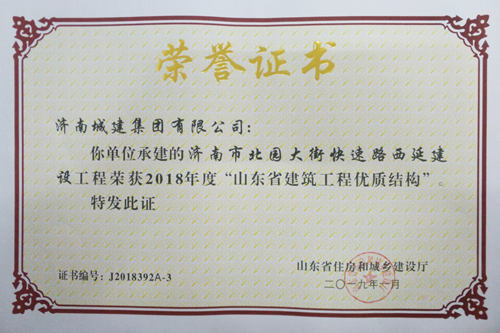 荣誉证书
济南城建集团有限公司：
你单位承建的济南市北园大街快速路西延建
设工程荣获2018年度“山东省建筑工程优质结构”。
特发此证
山东省住房和城乡建设厅
证书编号：J2018392A-3
二〇一九年一月